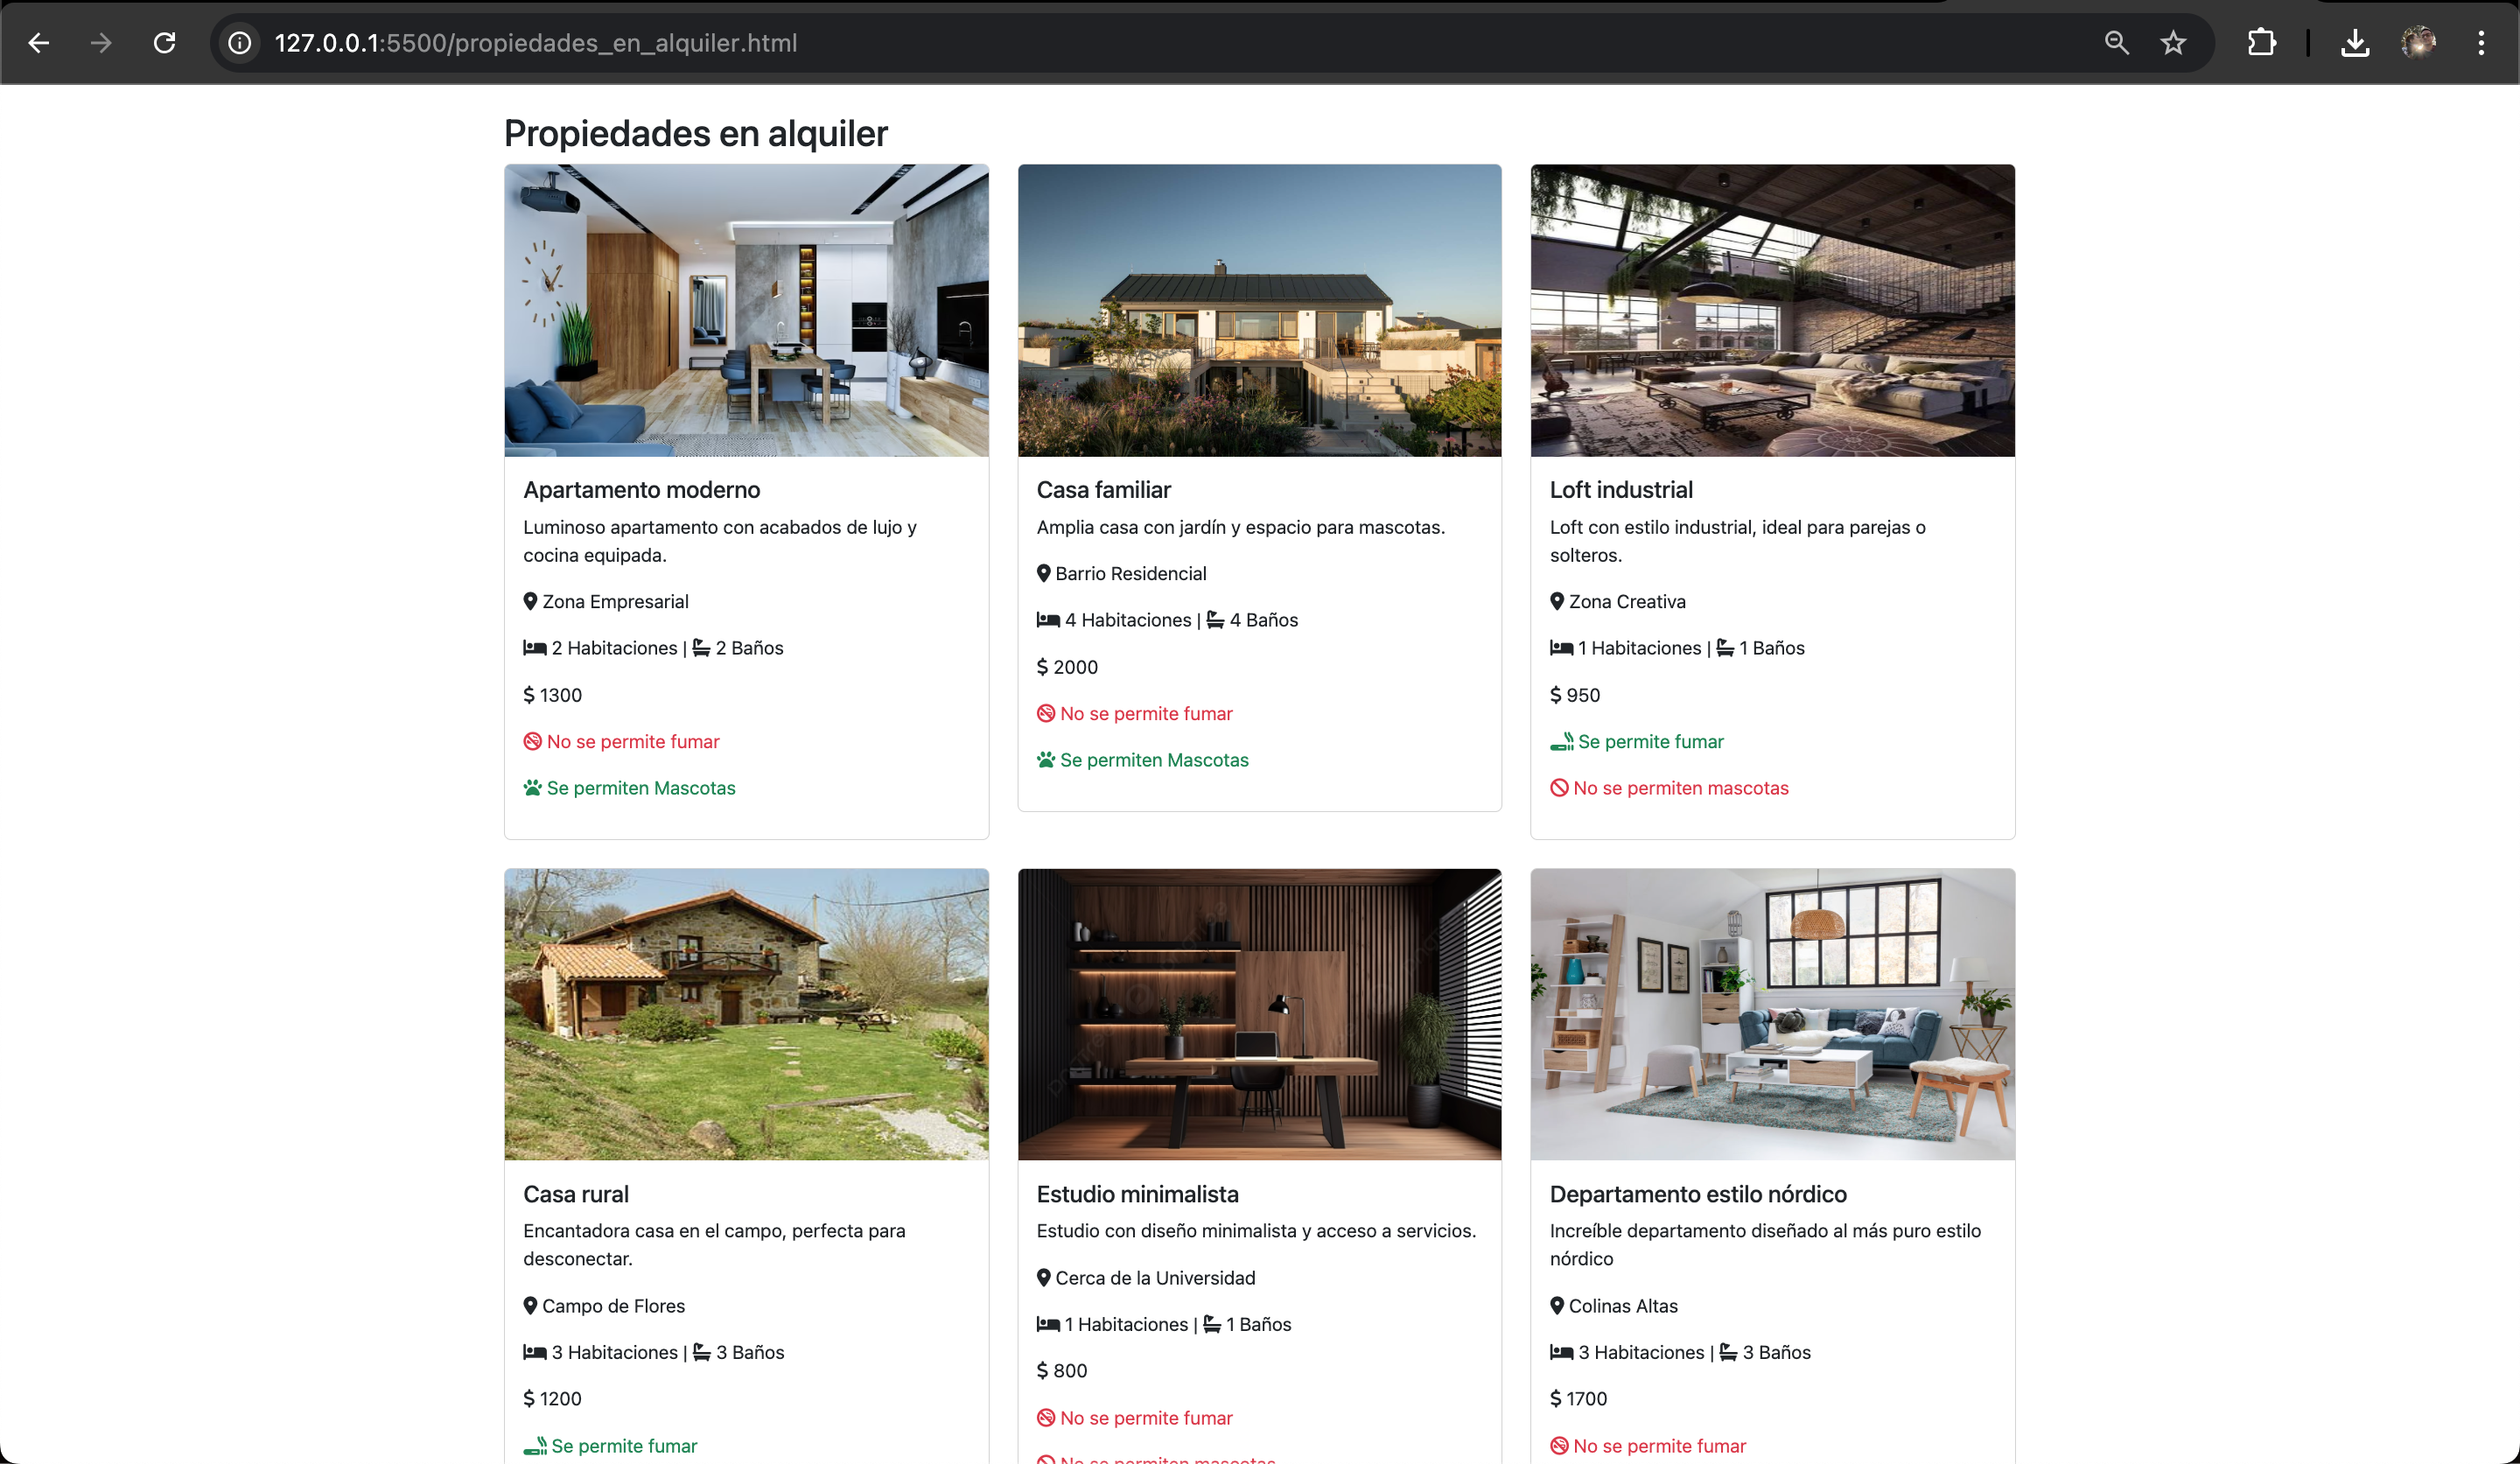 127.0.0.1:5500/propiedades_en_alquiler.html
Propiedades en alquiler
Apartamento moderno
Luminoso apartamento con acabados de lujo y
cocina equipada.
Zona Empresarial
2 Habitaciones | 2 Baños
$ 1300
No se permite fumar
Se permiten Mascotas
Casa familiar
Amplia casa con jardín y espacio para mascotas.
Barrio Residencial
4 Habitaciones | 4 Baños
$ 2000
No se permite fumar
Se permiten Mascotas
Loft industrial
Loft con estilo industrial, ideal para parejas o
solteros.
Zona Creativa
1 Habitaciones | 1 Baños
$ 950
Se permite fumar
No se permiten mascotas
Casa rural
Encantadora casa en el campo, perfecta para
desconectar.
Campo de Flores
3 Habitaciones | 3 Baños
$ 1200
Se permite fumar
Estudio minimalista
Estudio con diseño minimalista y acceso a servicios.
Cerca de la Universidad
1 Habitaciones | 1 Baños
$ 800
No se permite fumar
No se permiten mascotas
Departamento estilo nórdico
Increíble departamento diseñado al más puro estilo
nórdico
Colinas Altas
3 Habitaciones | 3 Baños
$ 1700
No se permite fumar